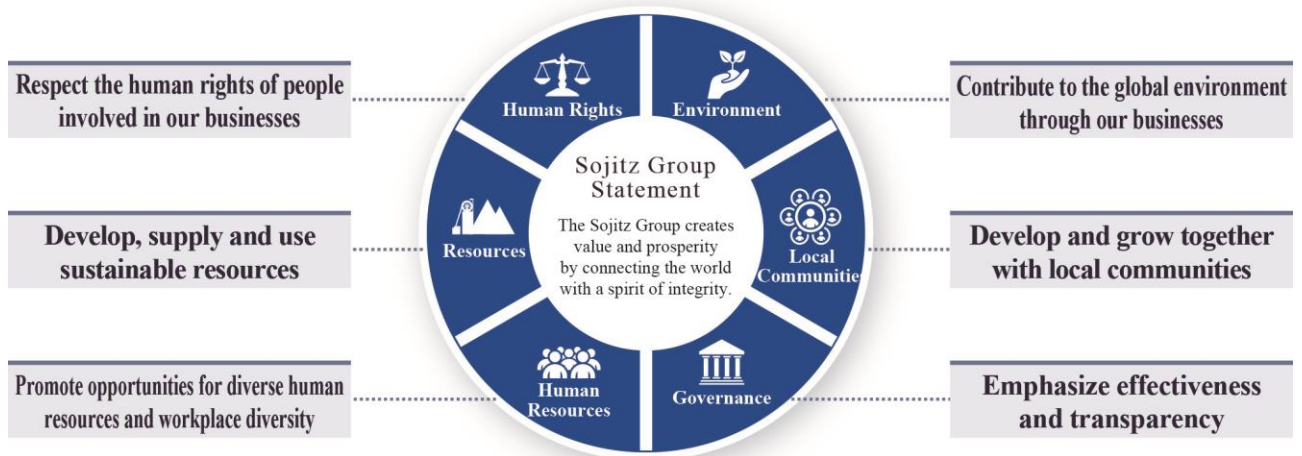 Respect the human rights of people
involved in our businesses
Develop, supply and use
sustainable resources
Promote opportunities for diverse human
resources and workplace diversity
Human Rights
Environment
Resources
Local
Communities
Human
Resources
Governance
Sojitz Group
Statement
The Sojitz Group creates
value and prosperity
by connecting the world
with a spirit of integrity.
Contribute to the global environment
through our businesses
Develop and grow together
with local communities
Emphasize effectiveness
and transparency